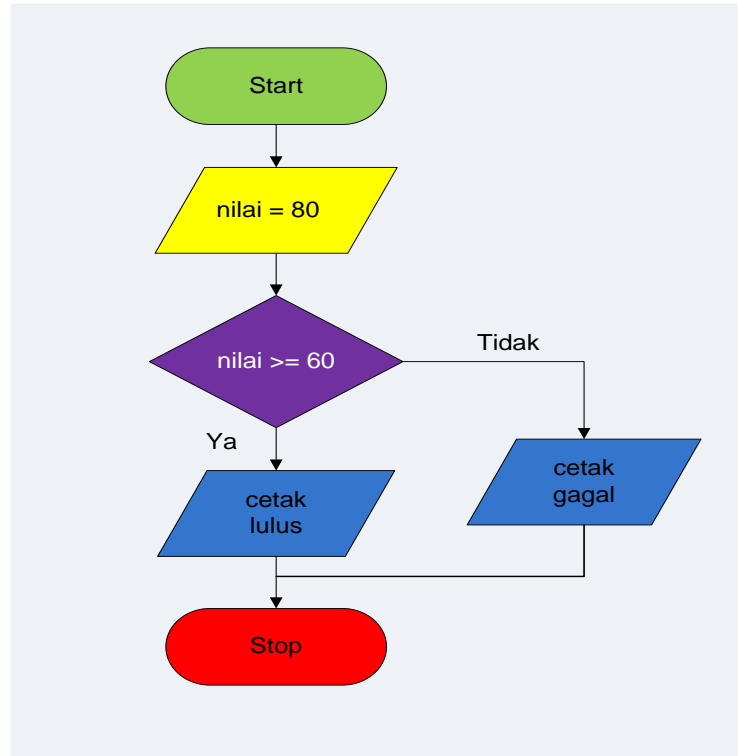 Start
nilai = 80
nilai >= 60
Tidak
Ya
cetak
lulus
cetak
gagal
Stop